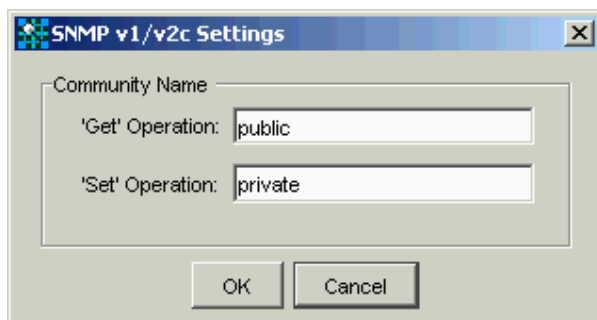 SNMP v1/v2c Settings
Community Name
'Get' Operation: public
'Set' Operation: private
OK Cancel